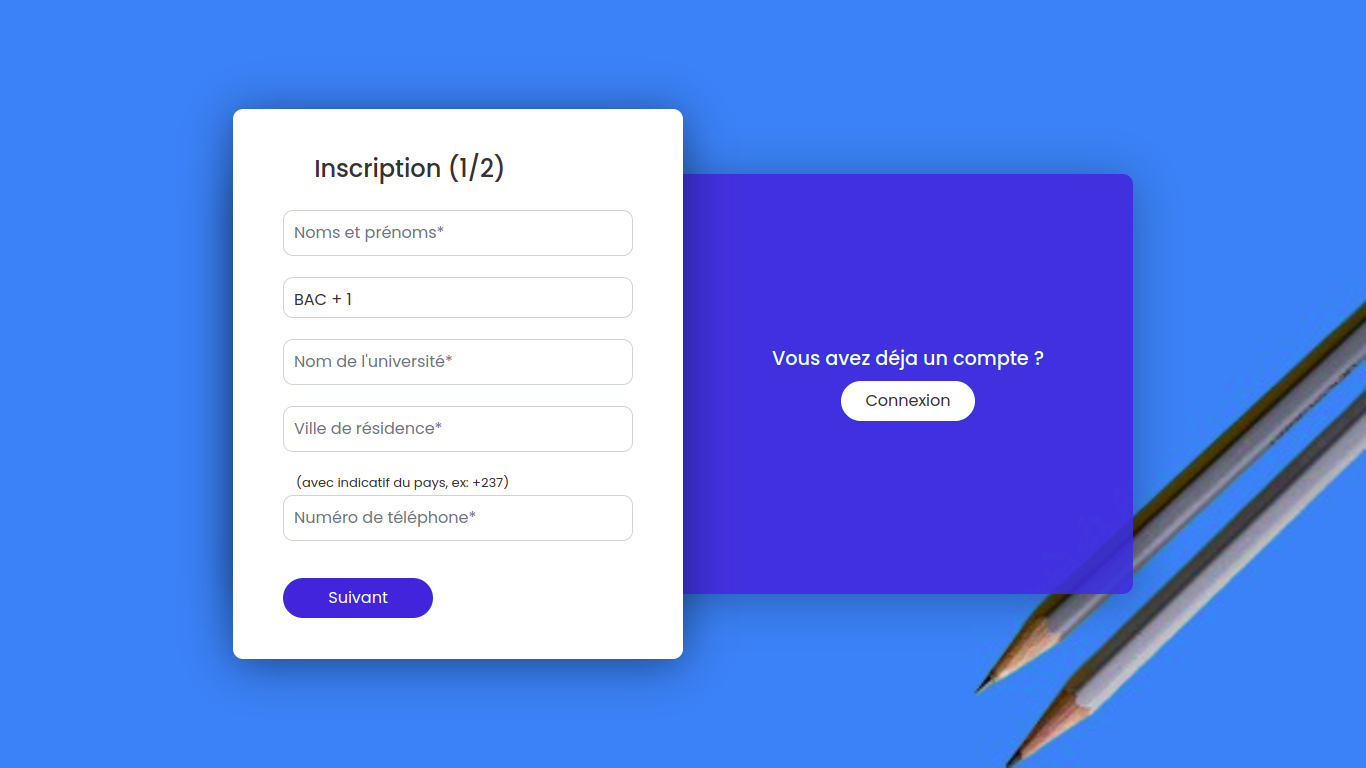 Inscription (1/2)
Noms et prénoms*
BAC + 1
Nom de l'université*
Ville de résidence*
(avec indicatif du pays, ex: +237)
Numéro de téléphone*
Suivant
Vous avez déja un compte ?
Connexion